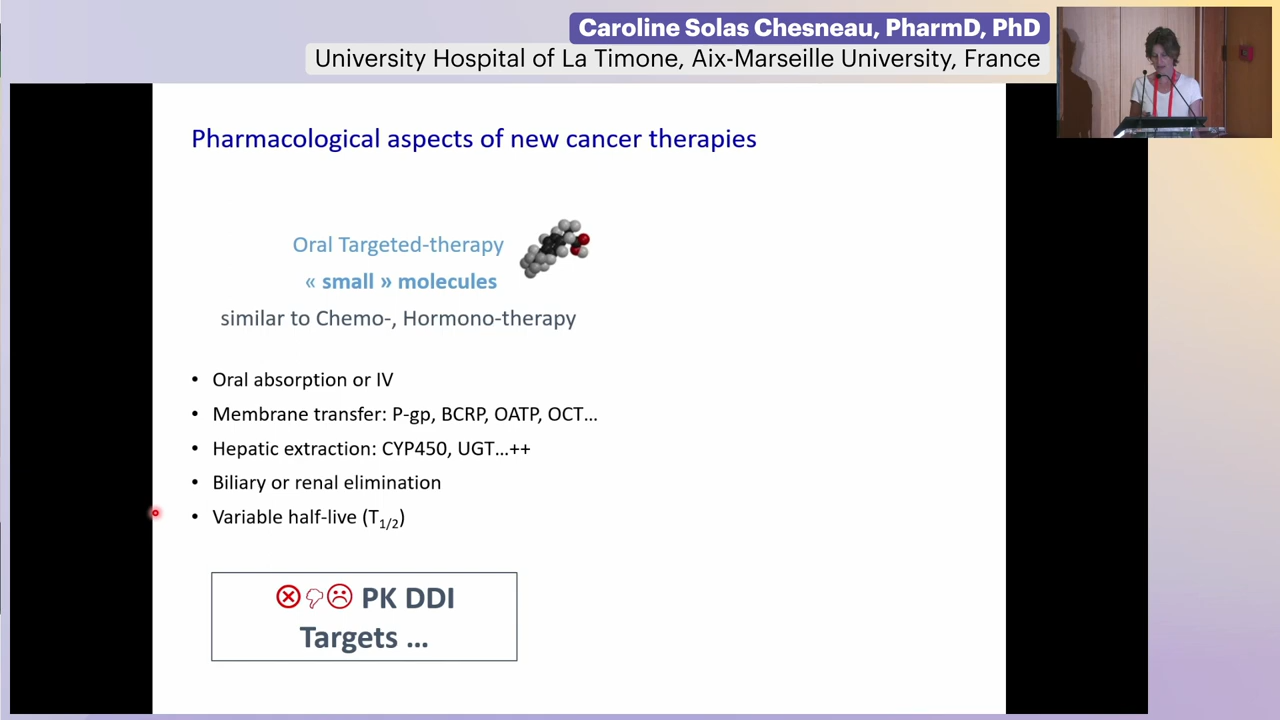 Caroline Solas Chesneau, PharmD, PhD
University Hospital of La Timone, Aix-Marseille University, France
Pharmacological aspects of new cancer therapies
Oral Targeted-therapy
« small » molecules
similar to Chemo-, Hormono-therapy
• Oral absorption or IV
• Membrane transfer: P-gp, BCRP, OATP, OCT...
• Hepatic extraction: CYP450, UGT...++
• Biliary or renal elimination
• Variable half-live (T1/2)
PK DDI
Targets ...